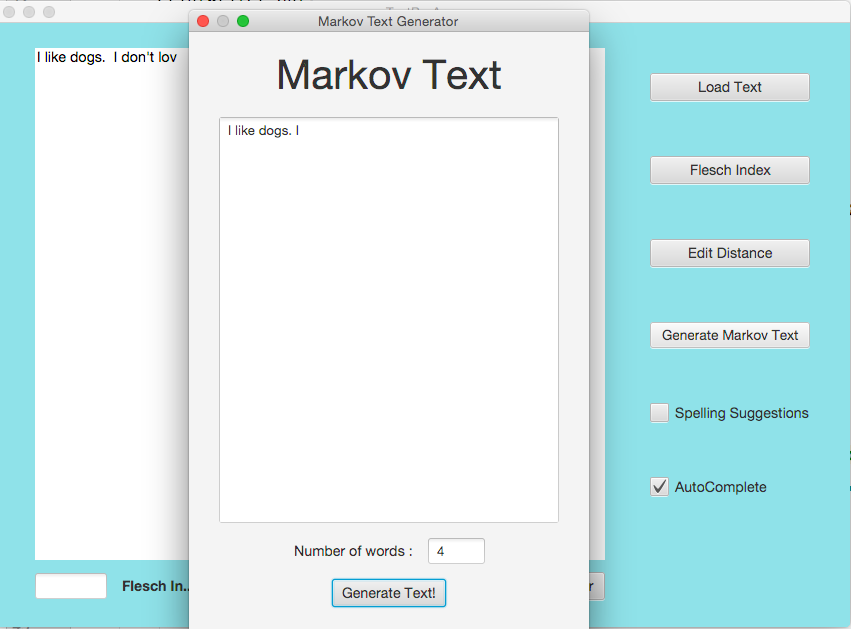 Markov Text Generator
Markov Text
I like dogs. I
Number of words :
4
Generate Text!
I like dogs.  I don't lov
Load Text
Flesch Index
Edit Distance
Generate Markov Text
Spelling Suggestions
AutoComplete
Flesch In..
r